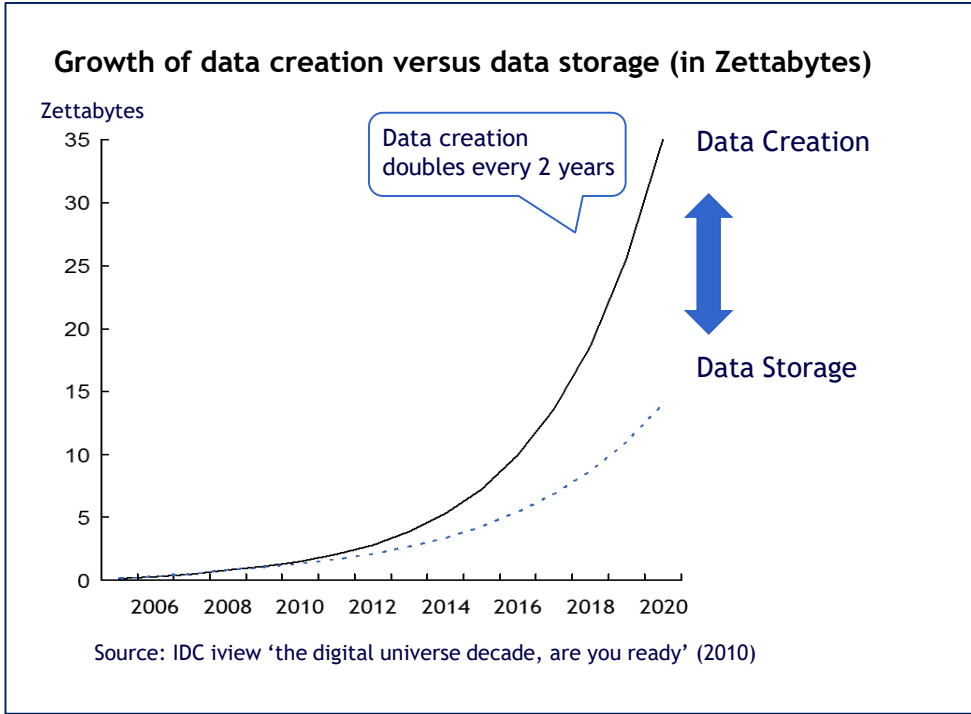 Growth of data creation versus data storage (in Zettabytes)
Zettabytes
Data creation
doubles every 2 years
Data Creation
Data Storage
35
30
25
20
15
10
5
0
2006 2008 2010 2012 2014 2016 2018 2020
Source: IDC iview ‘the digital universe decade, are you ready’ (2010)